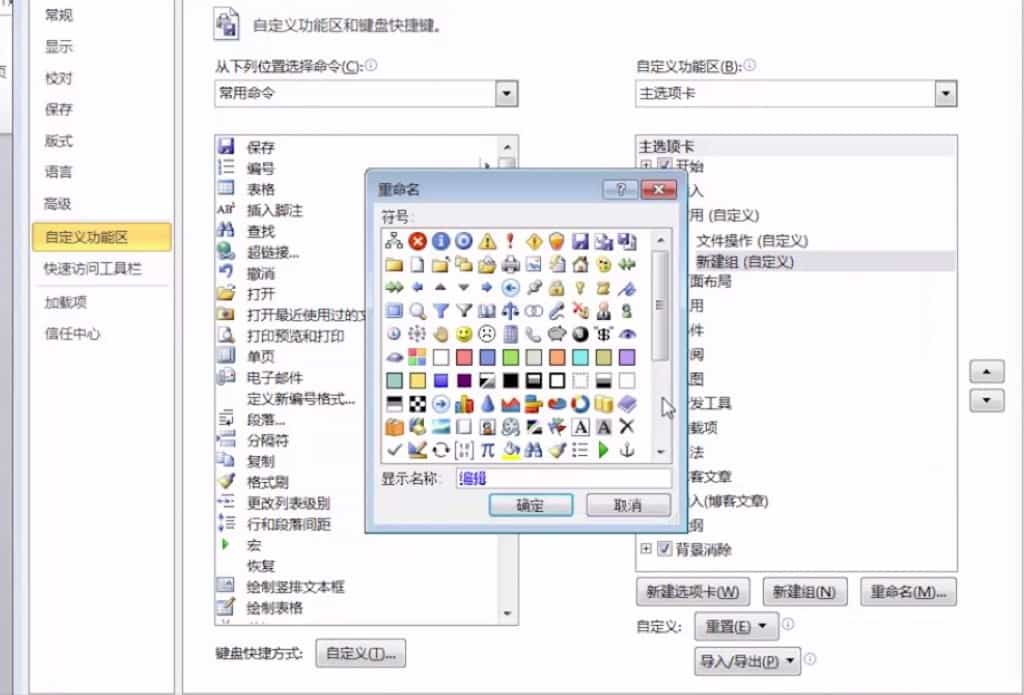 常规
显示
校对
保存
版式
语言
高级
自定义功能区
快速访问工具栏
加载项
信任中心
自定义功能区和键盘快捷键。
从下列位置选择命令(C):
常用命令
保存
编号
表格
插入脚注
查找
超链接...
撤消
打开
打开最近使用过的
打印预览和打印
单页
电子邮件
定义新编号格式...
段落...
分隔符
复制
格式刷
更改列表级别
行和段落间距
宏
恢复
绘制竖排文本框
绘制表格
键盘快捷方式:
自定义(T)...
重命名
符号:
显示名称:
编辑
确定
取消
自定义功能区(B):
主选项卡
主选项卡
开始
入
用 (自定义)
文件操作 (自定义)
新建组 (自定义)
面布局
用
件
阅
图
发工具
载项
法
客文章
入(博客文章)
纲
背景消除
新建选项卡(W)
新建组(N)
重命名(M)...
自定义:
重置(E)
导入/导出(P)